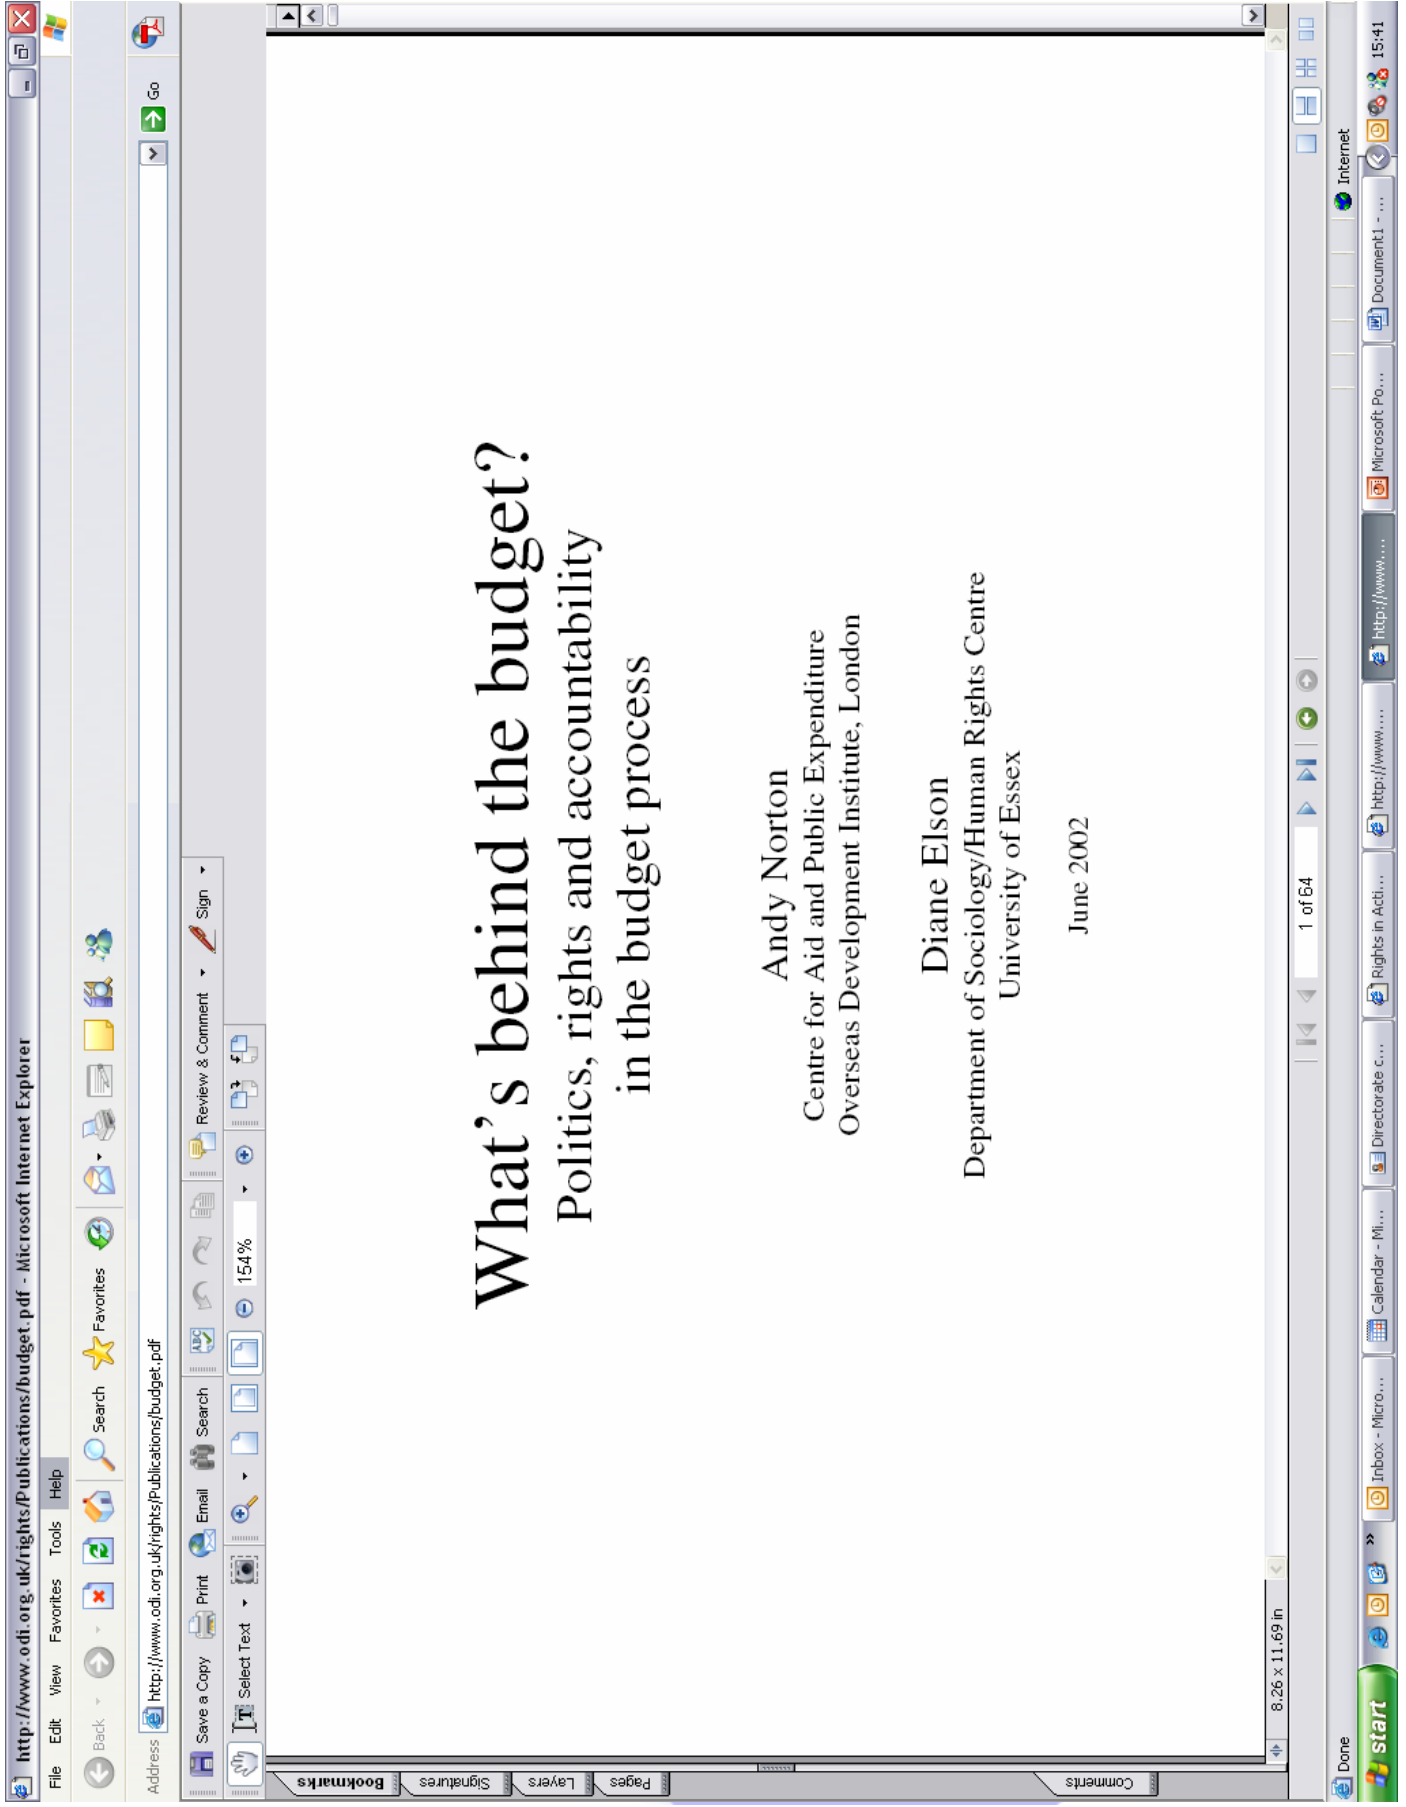 http://www.odi.org.uk/rights/Publications/budget.pdf - Microsoft Internet Explorer
File Edit View Favorites Tools Help
Back Search Favorites
Address http://www.odi.org.uk/rights/Publications/budget.pdf Go
Save a Copy Print Email Search Review & Comment Sign
Select Text 154%
Bookmarks
Signatures
Layers
Pages
Comments
What's behind the budget?
Politics, rights and accountability
in the budget process
Andy Norton
Centre for Aid and Public Expenditure
Overseas Development Institute, London
Diane Elson
Department of Sociology/Human Rights Centre
University of Essex
June 2002
8.26 x 11.69 in
1 of 64
Done Internet
start Inbox - Micro... Calendar - Mi... Directorate c... Rights in Acti... http://www.... http://www.... Microsoft Po... Document1 - ... 15:41